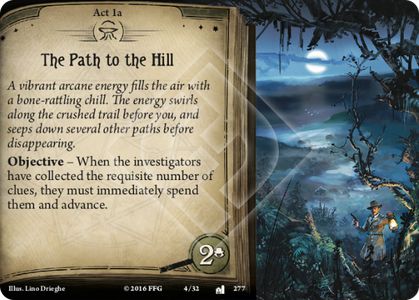 Act 1a
The Path to the Hill
A vibrant arcane energy fills the air with
a bone-rattling chill. The energy swirls
along the crushed trail before you, and
seeps down several other paths before
disappearing.
Objective – When the investigators
have collected the requisite number of
clues, they must immediately spend
them and advance.
2
Illus. Lino Drieghe
© 2016 FFG
4/32
277